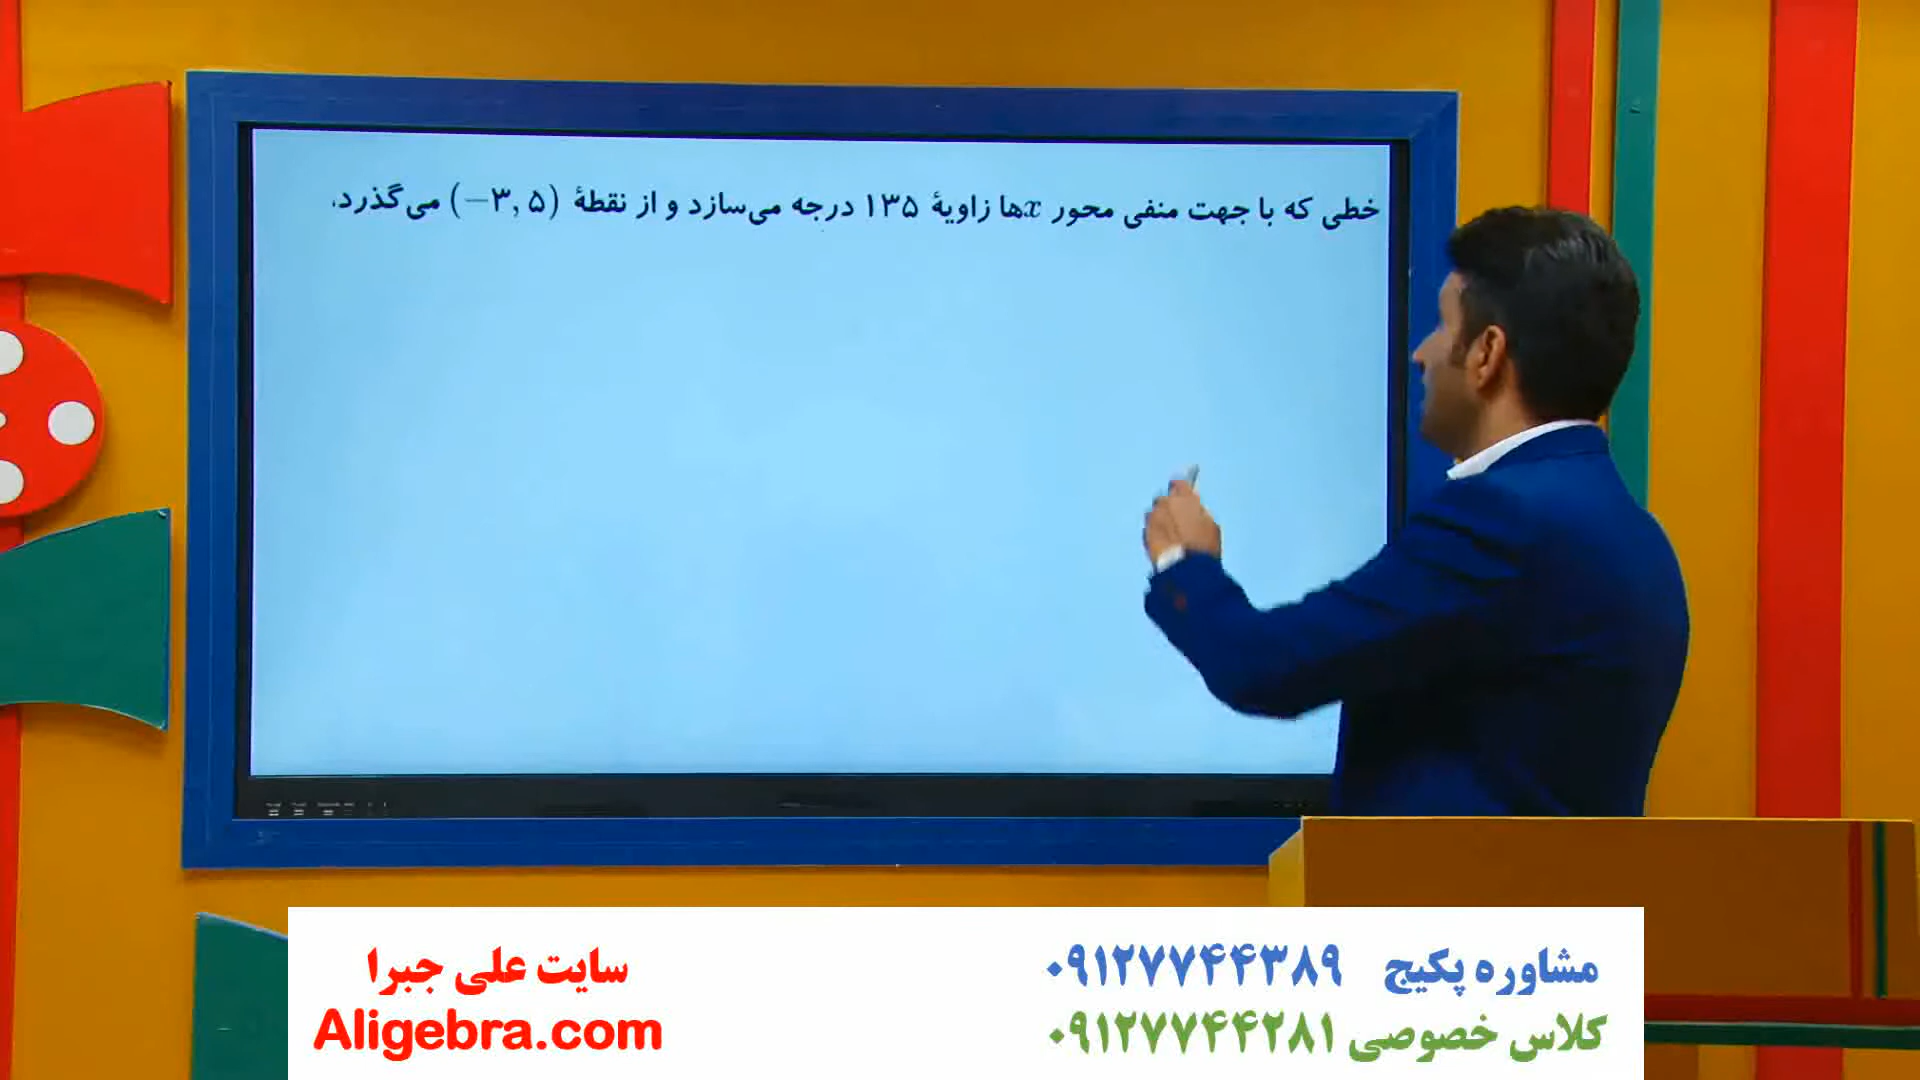 خطی که با جهت منفی محور xها زاویهٔ ۱۳۵ درجه می‌سازد و از نقطهٔ (−۳, ۵) می‌گذرد.
مشاوره پکیج ۰۹۱۲۷۷۴۴۳۸۹
کلاس خصوصی ۰۹۱۲۷۷۴۴۲۸۱
سایت علی جبرا
Aligebra.com